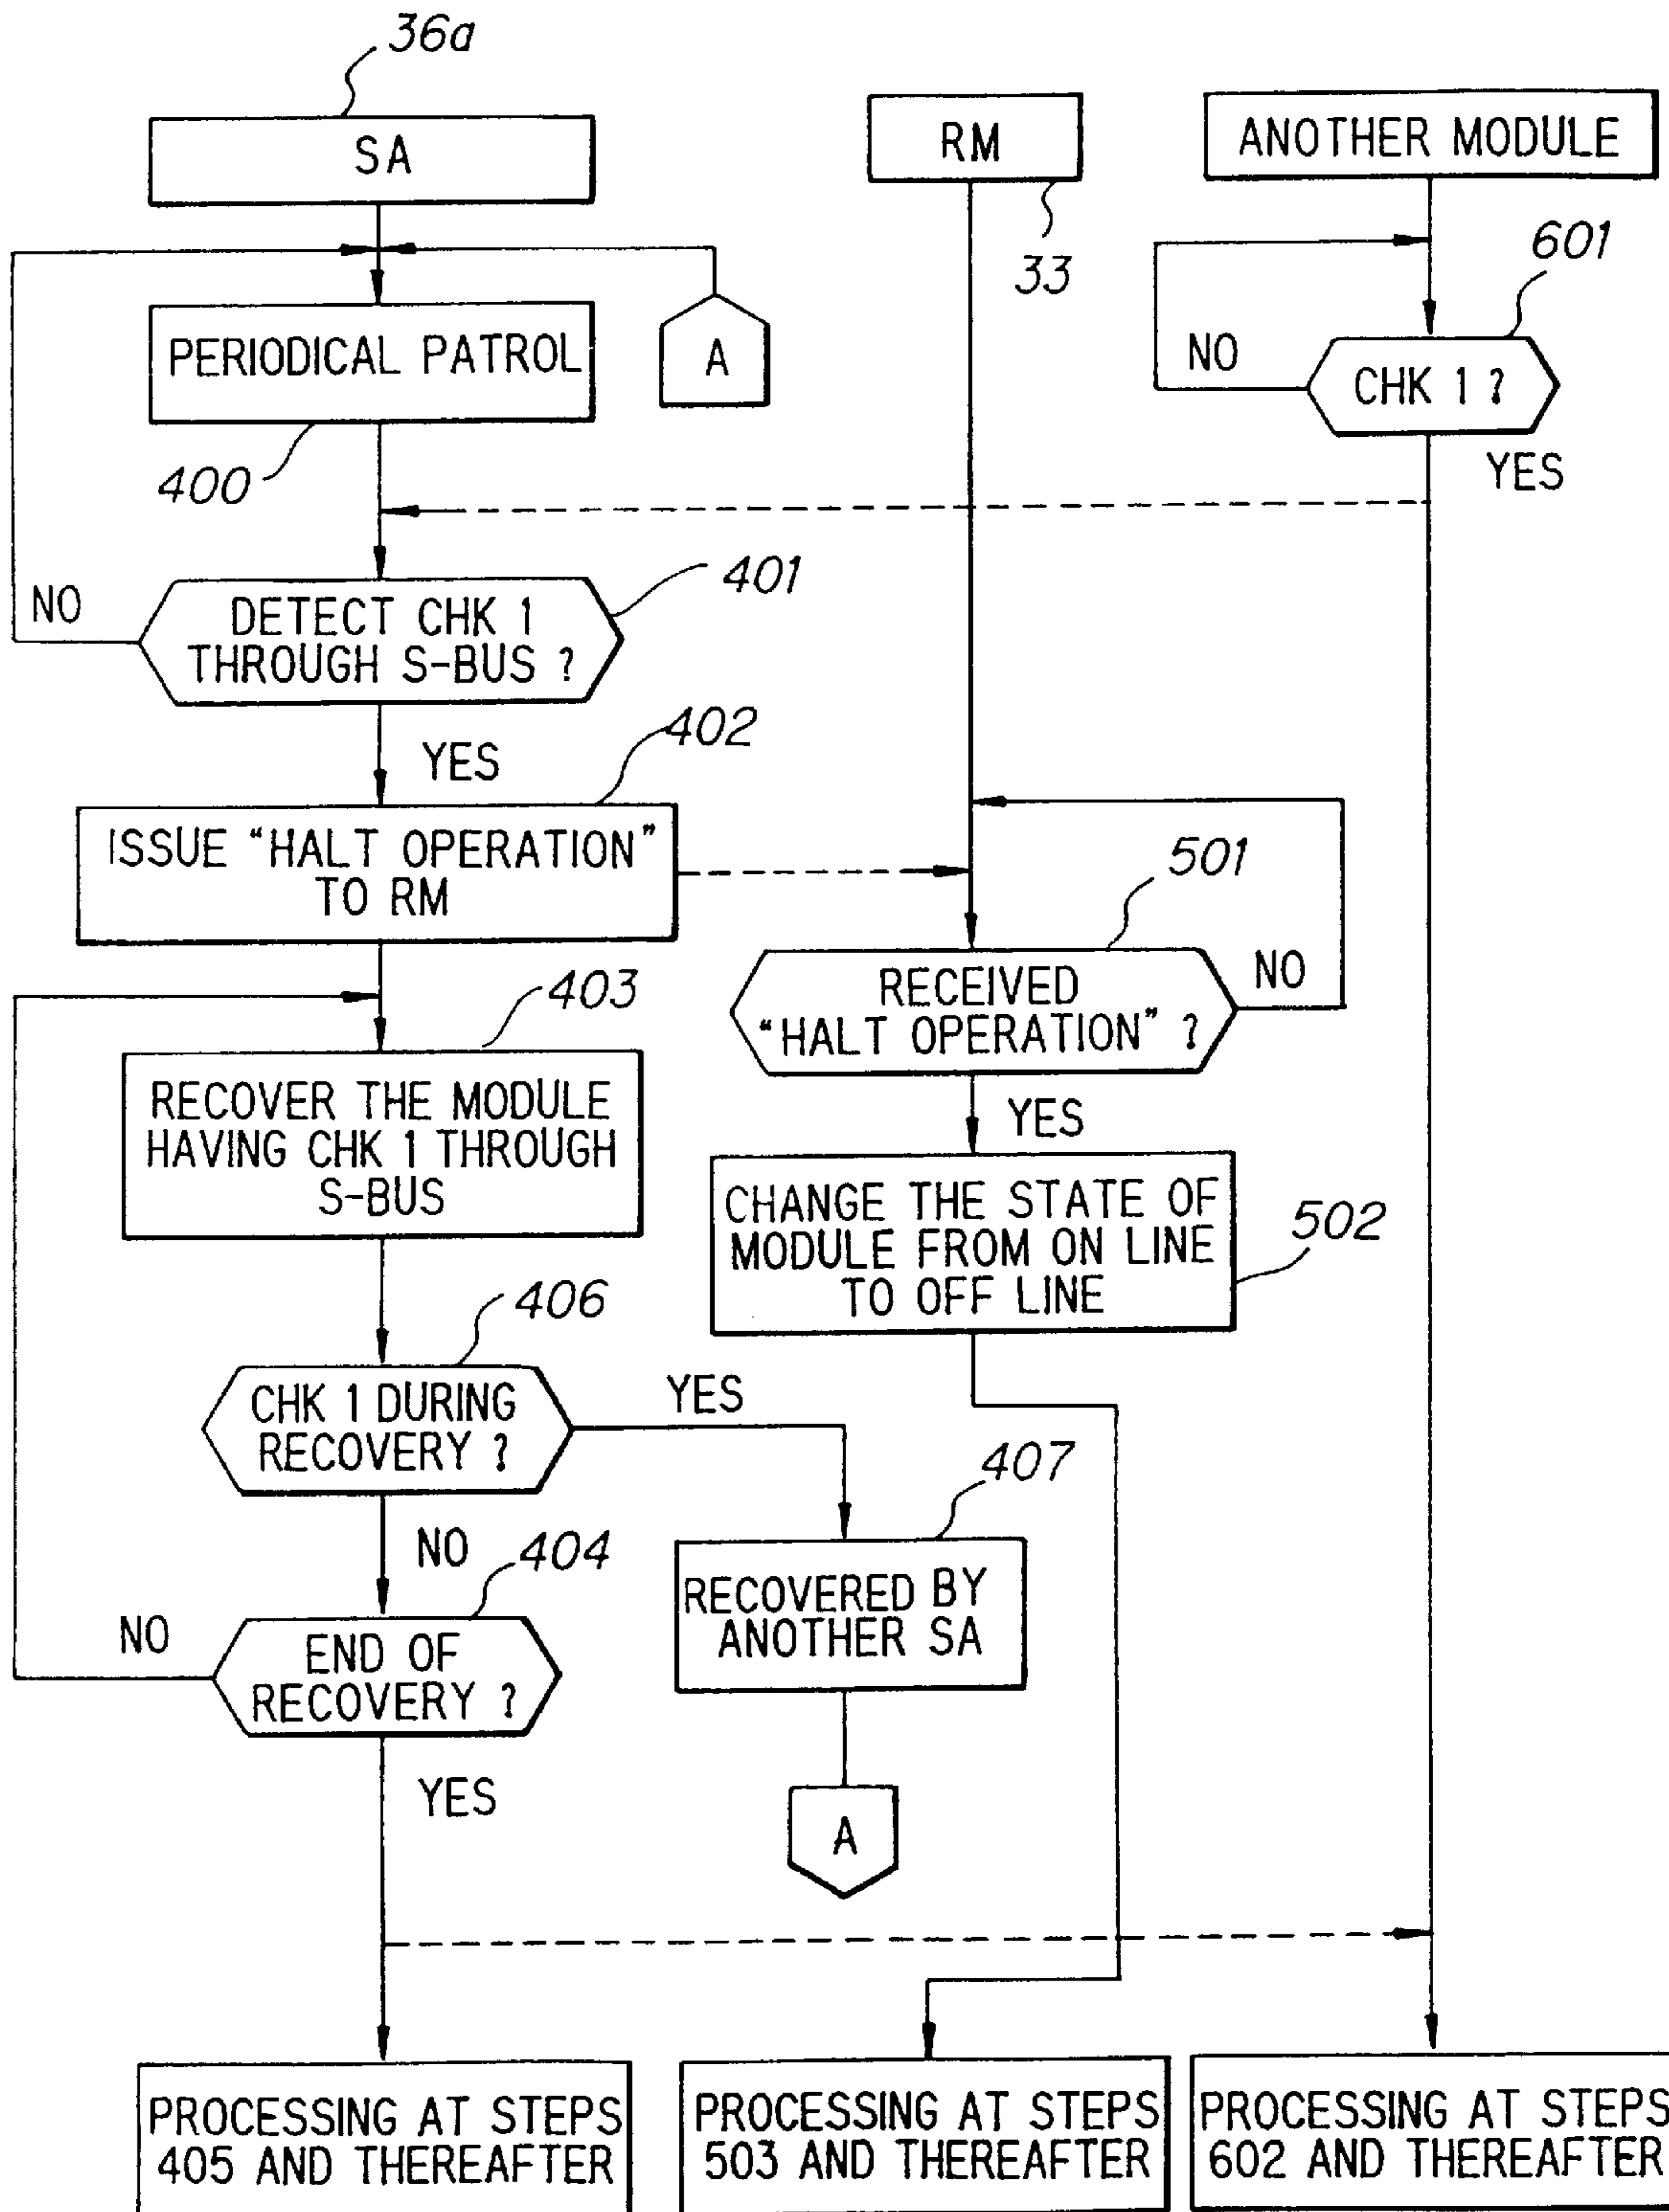 36a
SA
RM
33
ANOTHER MODULE
601
CHK 1 ?
NO
YES
PERIODICAL PATROL
400
A
401
DETECT CHK 1
THROUGH S-BUS ?
NO
YES
402
ISSUE "HALT OPERATION"
TO RM
501
RECEIVED
"HALT OPERATION" ?
NO
YES
403
RECOVER THE MODULE
HAVING CHK 1 THROUGH
S-BUS
CHANGE THE STATE OF
MODULE FROM ON LINE
TO OFF LINE
502
406
CHK 1 DURING
RECOVERY ?
YES
NO
407
RECOVERED BY
ANOTHER SA
404
END OF
RECOVERY ?
NO
YES
A
PROCESSING AT STEPS
405 AND THEREAFTER
PROCESSING AT STEPS
503 AND THEREAFTER
PROCESSING AT STEPS
602 AND THEREAFTER